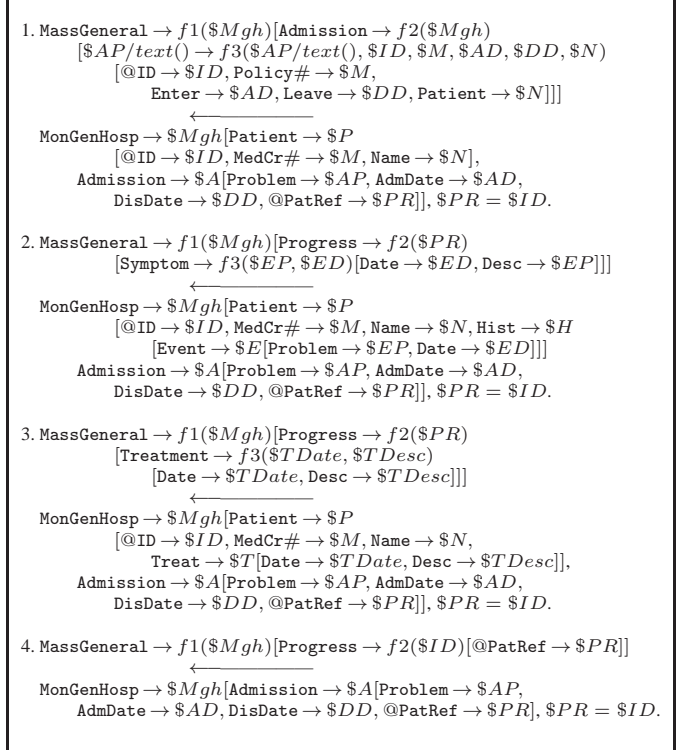 1. MassGeneral → f1($Mgh)[Admission → f2($Mgh)
[$AP/text() → f3($AP/text(), $ID, $M, $AD, $DD, $N)
[@ID → $ID, Policy# → $M,
Enter → $AD, Leave → $DD, Patient → $N]]]
←
MonGenHosp → $Mgh[Patient → $P
[@ID → $ID, MedCr# → $M, Name → $N],
Admission → $A[Problem → $AP, AdmDate → $AD,
DisDate → $DD, @PatRef → $PR]], $PR = $ID.
2. MassGeneral → f1($Mgh)[Progress → f2($PR)
[Symptom → f3($EP, $ED)[Date → $ED, Desc → $EP]]]
←
MonGenHosp → $Mgh[Patient → $P
[@ID → $ID, MedCr# → $M, Name → $N, Hist → $H
[Event → $E[Problem → $EP, Date → $ED]]]
Admission → $A[Problem → $AP, AdmDate → $AD,
DisDate → $DD, @PatRef → $PR]], $PR = $ID.
3. MassGeneral → f1($Mgh)[Progress → f2($PR)
[Treatment → f3($TDate, $TDesc)
[Date → $TDate, Desc → $TDesc]]]
←
MonGenHosp → $Mgh[Patient → $P
[@ID → $ID, MedCr# → $M, Name → $N,
Treat → $T[Date → $TDate, Desc → $TDesc]],
Admission → $A[Problem → $AP, AdmDate → $AD,
DisDate → $DD, @PatRef → $PR]], $PR = $ID.
4. MassGeneral → f1($Mgh)[Progress → f2($ID)[@PatRef → $PR]]
←
MonGenHosp → $Mgh[Admission → $A[Problem → $AP,
AdmDate → $AD, DisDate → $DD, @PatRef → $PR], $PR = $ID.